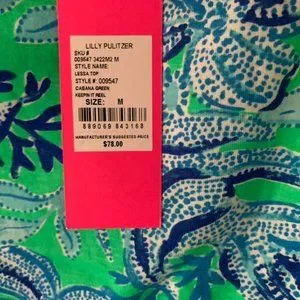 LILLY PULITZER
SKU #
009547 3422M2 M
STYLE NAME:
LESSA TOP
STYLE #: 009547
CABANA GREEN
KEEPIN IT REEL
SIZE: M
889069 843168
MANUFACTURER'S SUGGESTED PRICE
$78.00